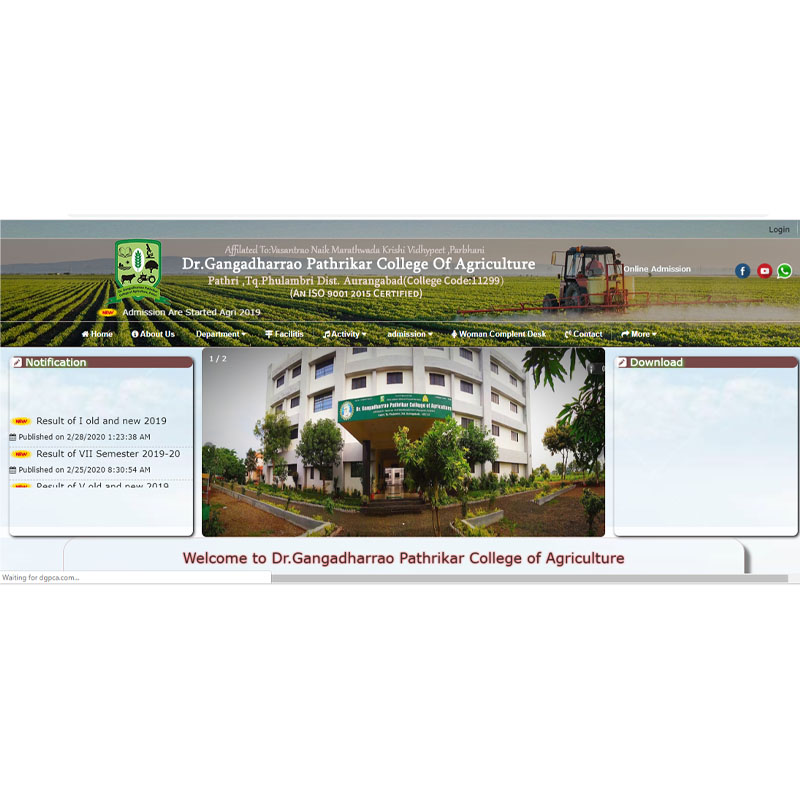 Login
Affilated To:Vasantrao Naik Marathwada Krishi Vidhypeet ,Parbhani
Dr.Gangadharrao Pathrikar College Of Agriculture
Pathri ,Tq.Phulambri Dist. Aurangabad(College Code:11299)
(An ISO 9001 2015 Certified)
Online Admission
NEW Admission Are Started Agri 2019
Home About Us Department Facilitis Activity admission Woman Complent Desk Contact More
Notification
1 / 2
Download
Dr. Gangadharrao Pathrikar College of Agriculture
NEW Result of I old and new 2019
Published on 2/28/2020 1:23:38 AM
NEW Result of VII Semester 2019-20
Published on 2/25/2020 8:30:54 AM
NEW Result of V old and new 2019
Welcome to Dr.Gangadharrao Pathrikar College of Agriculture
Waiting for dgpca.com...